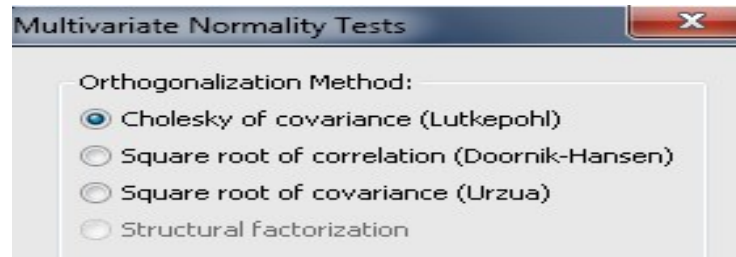 Multivariate Normality Tests
Orthogonalization Method:
Cholesky of covariance (Lutkepohl)
Square root of correlation (Doornik-Hansen)
Square root of covariance (Urzua)
Structural factorization